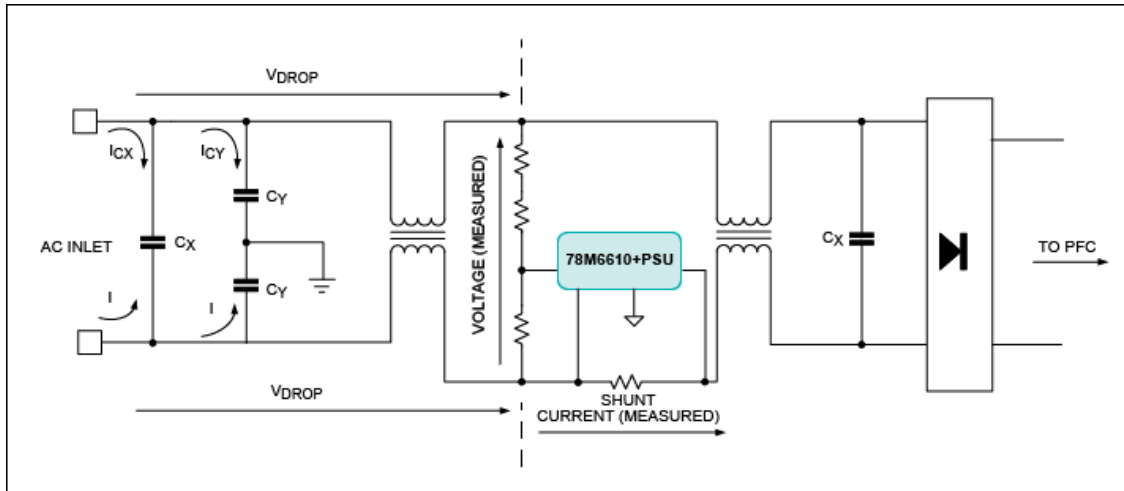 VDROP
ICX
ICY
CY
AC INLET
CX
CY
I
I
VDROP
VOLTAGE (MEASURED)
78M6610+PSU
SHUNT
CURRENT (MEASURED)
CX
TO PFC